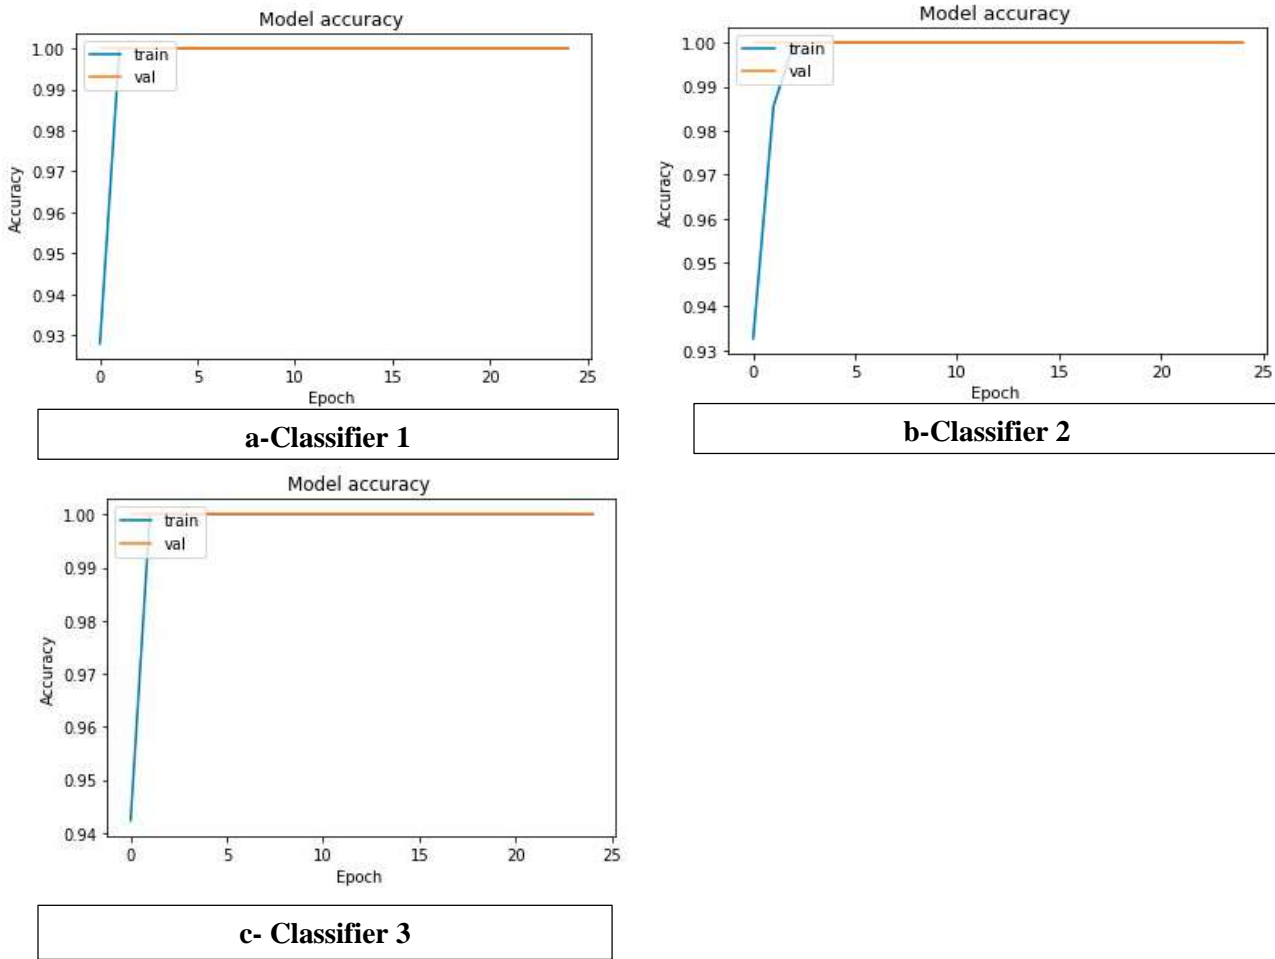 Model accuracy
1.00
0.99
0.98
0.97
0.96
0.95
0.94
0.93
Accuracy
train
val
0 5 10 15 20 25
Epoch
a-Classifier 1
Model accuracy
1.00
0.99
0.98
0.97
0.96
0.95
0.94
0.93
Accuracy
train
val
0 5 10 15 20 25
Epoch
b-Classifier 2
Model accuracy
1.00
0.99
0.98
0.97
0.96
0.95
0.94
Accuracy
train
val
0 5 10 15 20 25
Epoch
c- Classifier 3